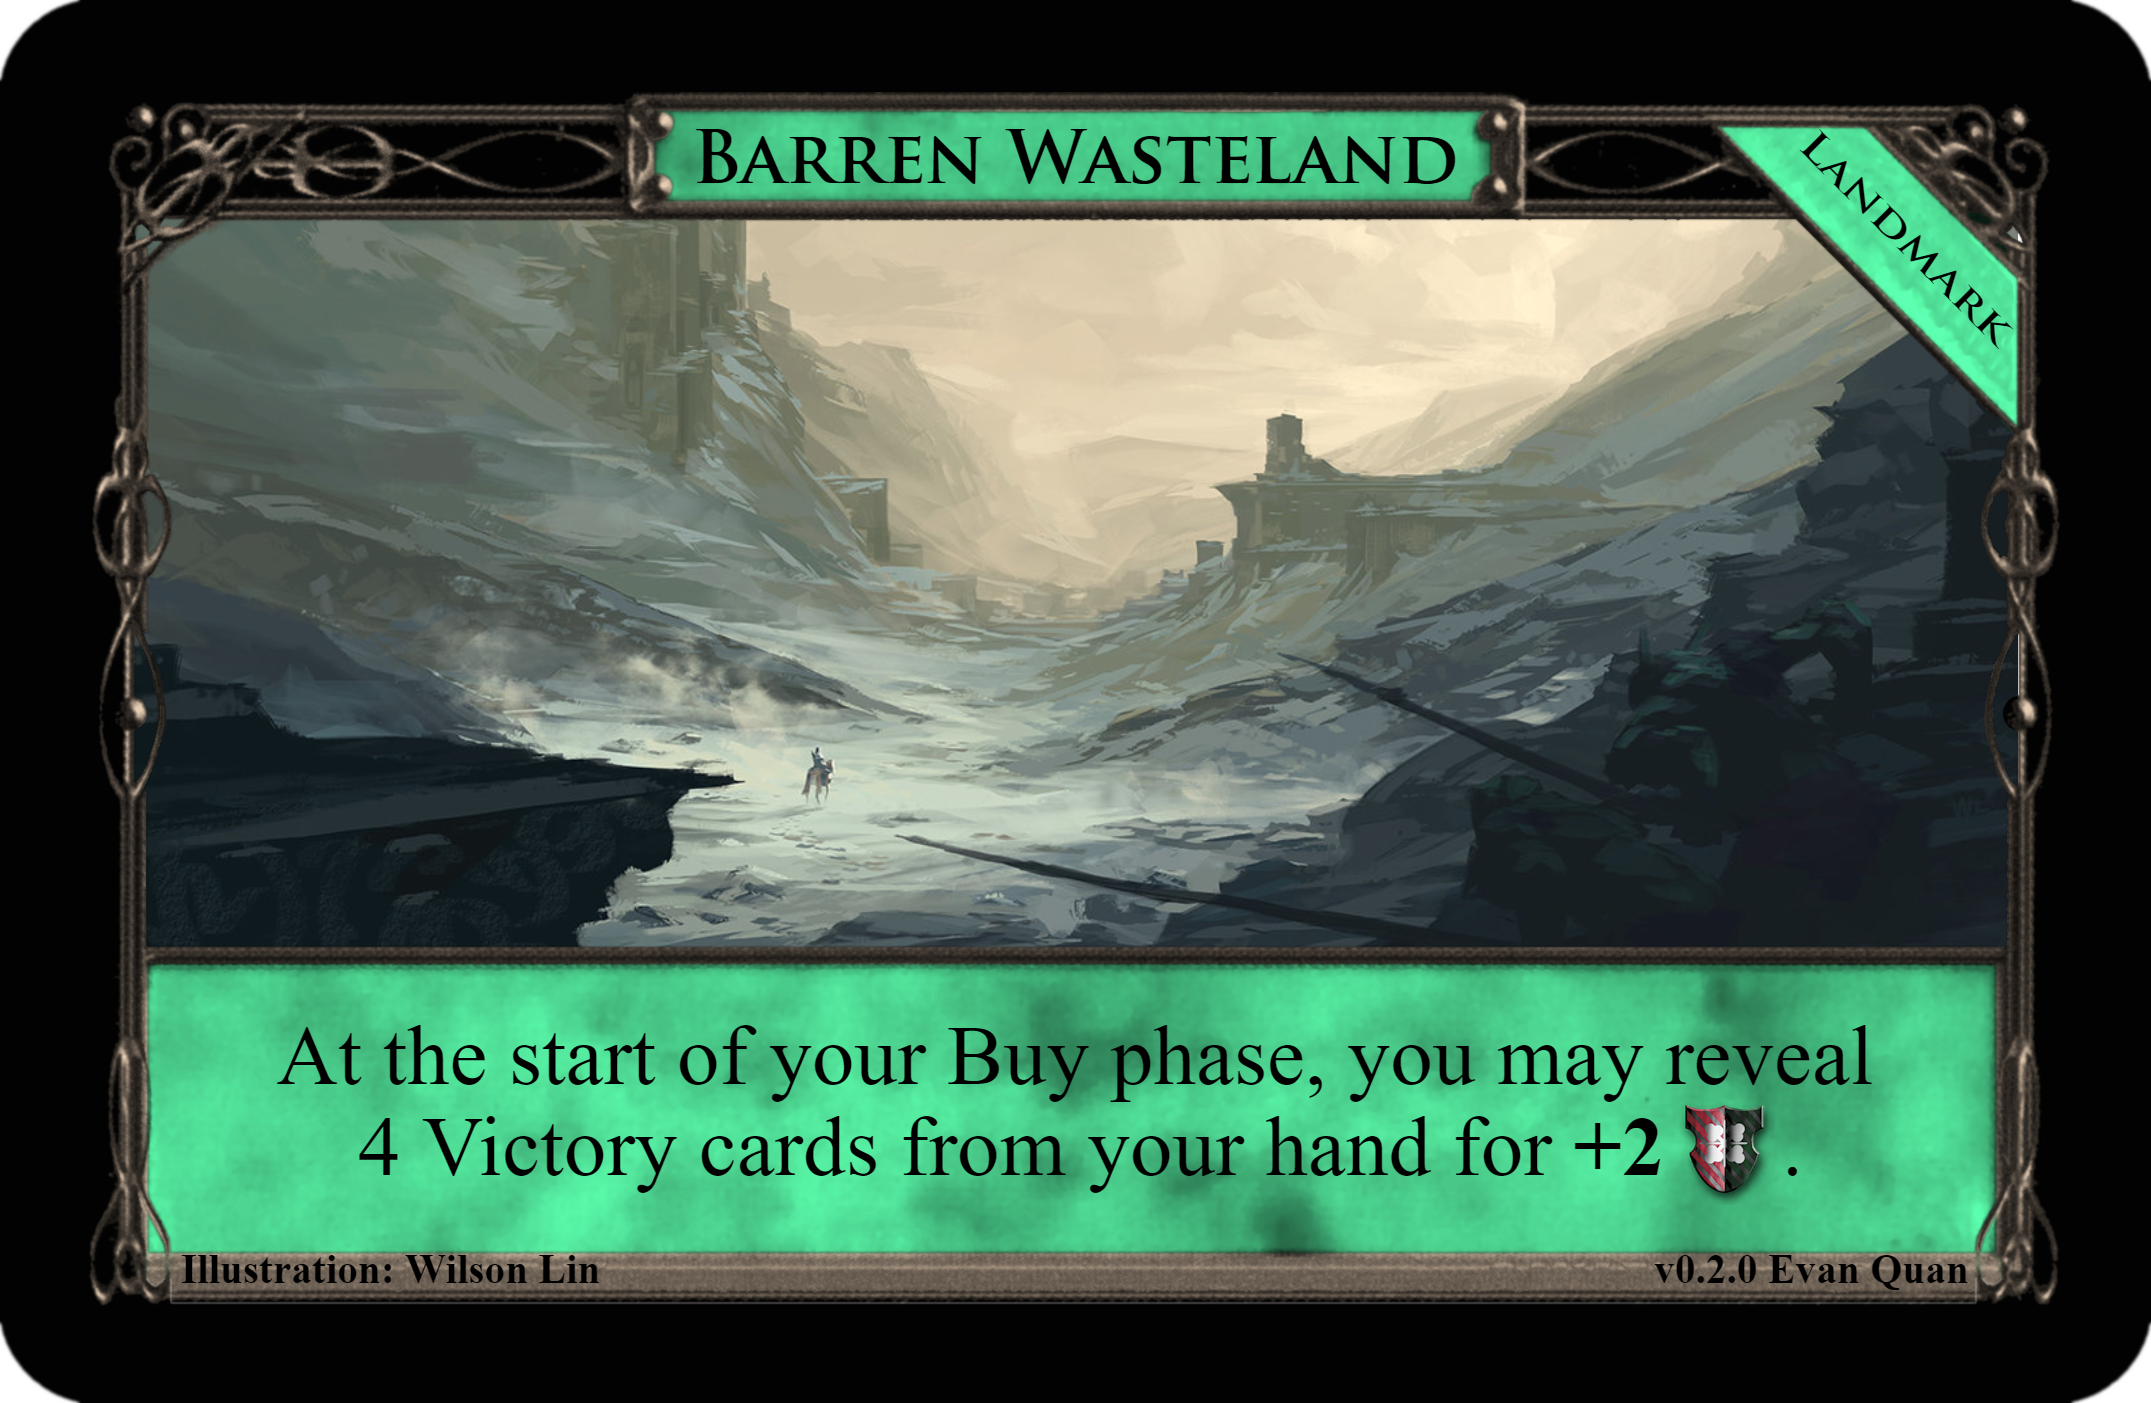 BARREN WASTELAND
LANDMARK
At the start of your Buy phase, you may reveal
4 Victory cards from your hand for +2 .
Illustration: Wilson Lin
v0.2.0 Evan Quan